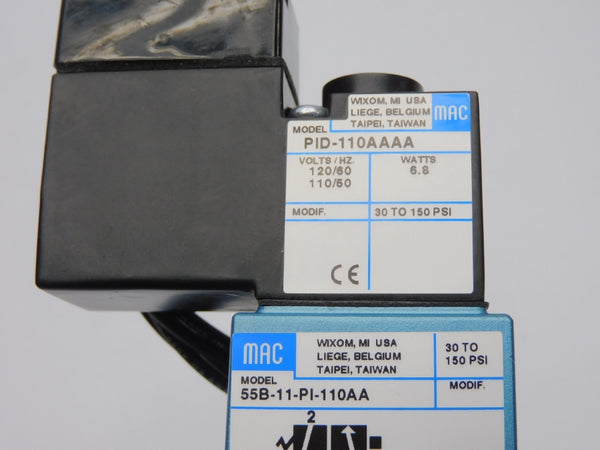 WIXOM, MI USA
LIEGE, BELGIUM
TAIPEI, TAIWAN
MAC
MODEL
PID-110AAAA
VOLTS/HZ. WATTS
120/60 6.8
110/50
MODIF. 30 TO 150 PSI
CE
MAC
WIXOM, MI USA
LIEGE, BELGIUM
TAIPEI, TAIWAN
30 TO
150 PSI
MODEL MODIF.
55B-11-PI-110AA
2